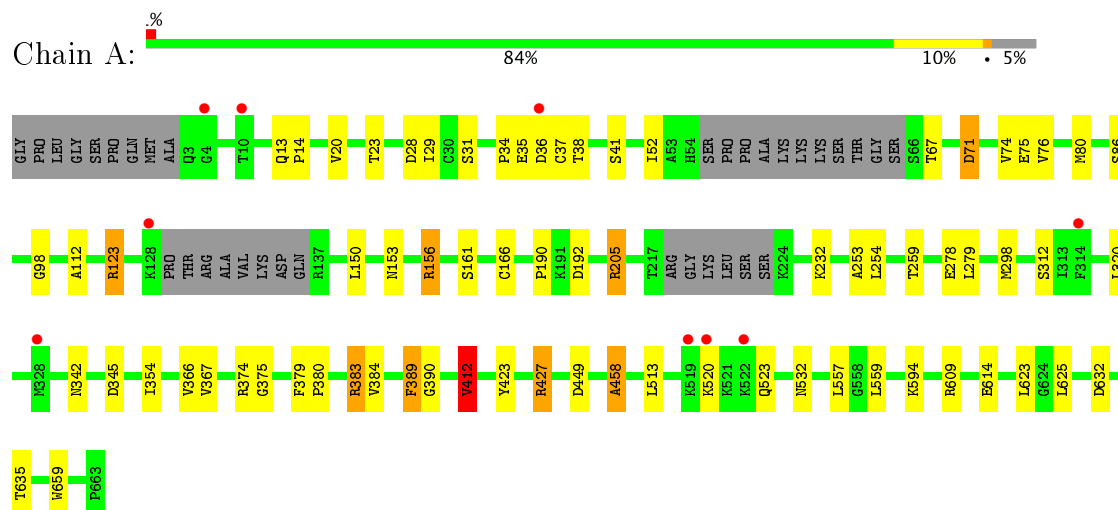 .%
Chain A:
84% 10% • 5%
GLY PRO LEU GLY SER PRO GLN MET ALA Q3 G4 T10 Q13 P14 V20 T23 D28 I29 C30 S31 P34 E35 D36 C37 T38 S41 I52 A53 H54 SER PRO PRO ALA LYS LYS LYS SER THR GLY SER S66 T67 D71 V74 E75 V76 M80 S86
G98 A112 R123 K128 PRO THR ARG ALA VAL LYS ASP GLN R137 L150 N153 R156 S161 C166 P190 K191 D192 R205 T217 ARG GLY LYS LEU SER SER K224 K232 A253 L254 T259 E278 L279 M298 S312 I313 F314
M328 N342 D345 I354 V366 V367 R374 G375 F379 P380 R383 V384 F389 G390 V412 Y423 R427 D449 A458 L513 K519 K520 K521 K522 Q523 N532 L557 G558 L559 K594 R609 E614 L623 G624 L625 D632
T635 W659 P663